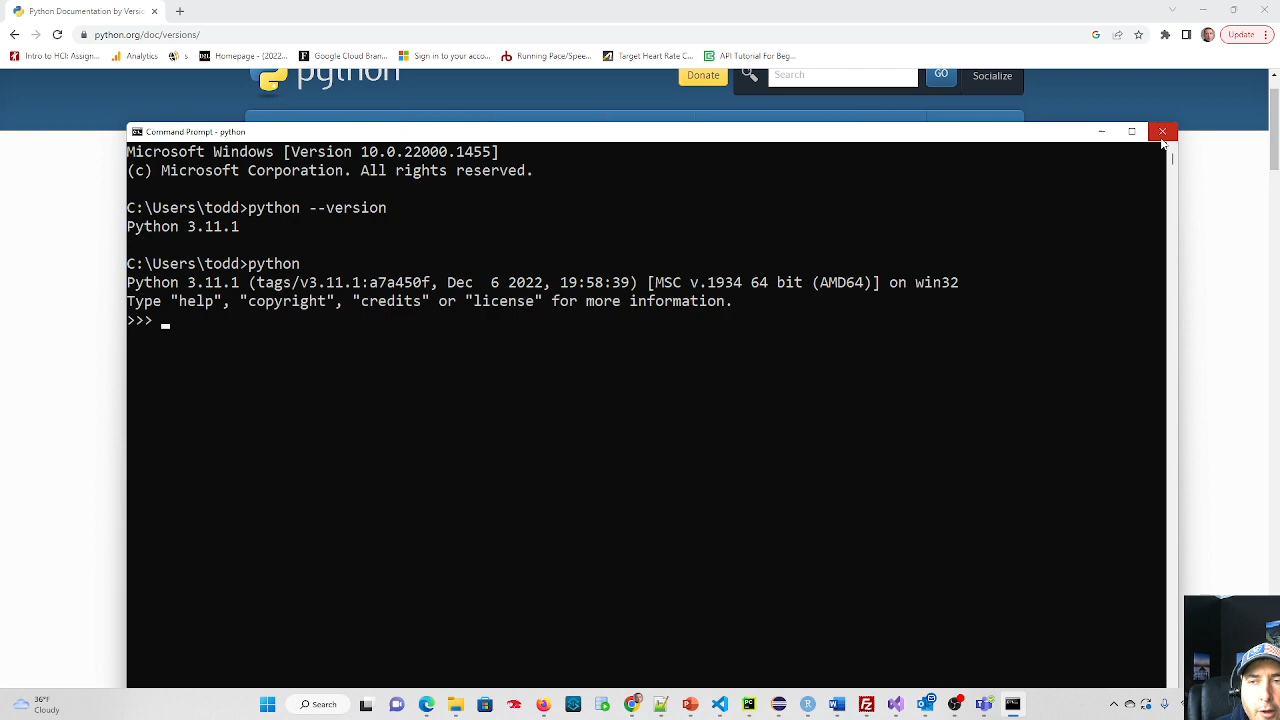 Python Documentation by Versi
python.org/doc/versions/
Update
Intro to HCI: Assign...
Analytics
s
Homepage - (2022...
Google Cloud Bran...
Sign in to your acco...
Running Pace/Spee...
Target Heart Rate C...
API Tutorial For Beg...
python
Donate
Search
GO
Socialize
Command Prompt - python
Microsoft Windows [Version 10.0.22000.1455]
(c) Microsoft Corporation. All rights reserved.
C:\Users\todd>python --version
Python 3.11.1
C:\Users\todd>python
Python 3.11.1 (tags/v3.11.1:a7a450f, Dec  6 2022, 19:58:39) [MSC v.1934 64 bit (AMD64)] on win32
Type "help", "copyright", "credits" or "license" for more information.
>>>
36°F
Cloudy
Search